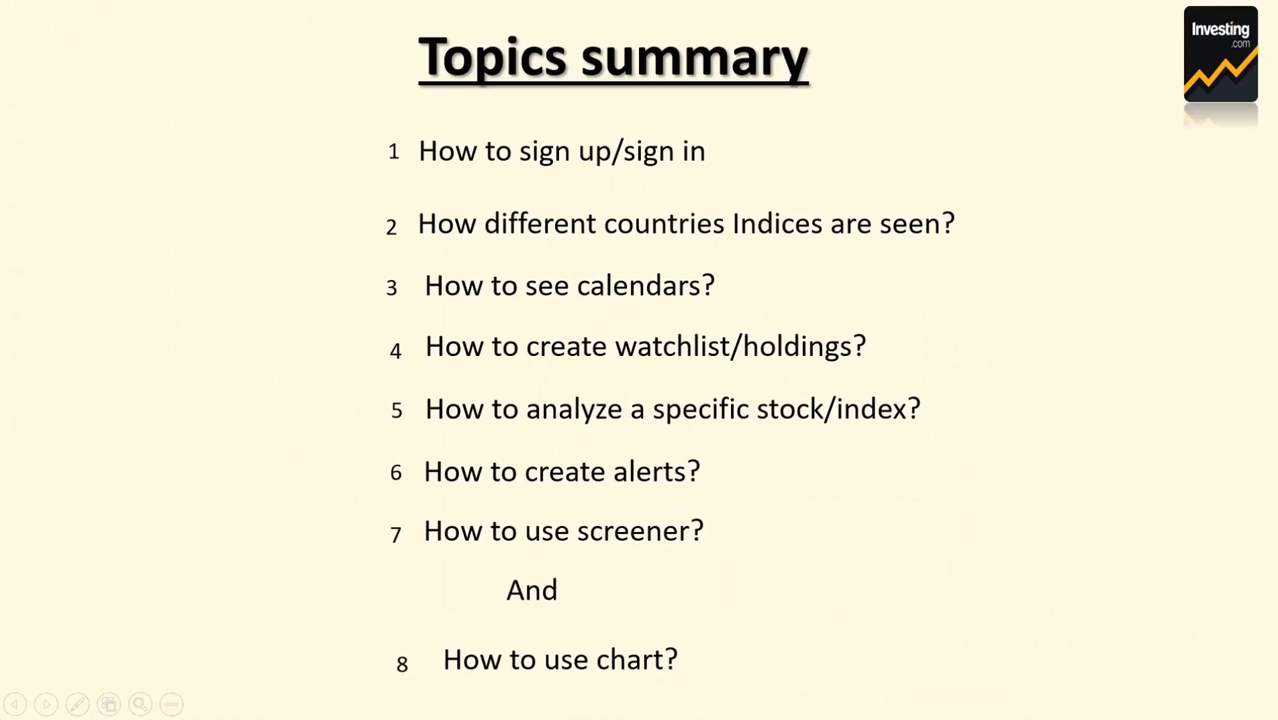 Topics summary
Investing
.com
1 How to sign up/sign in
2 How different countries Indices are seen?
3 How to see calendars?
4 How to create watchlist/holdings?
5 How to analyze a specific stock/index?
6 How to create alerts?
7 How to use screener?
And
8 How to use chart?